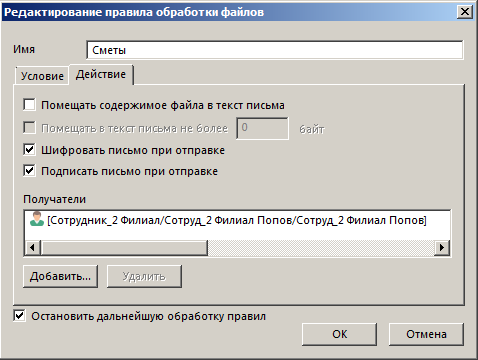 Редактирование правила обработки файлов
Имя Сметы
Условие Действие
Помещать содержимое файла в текст письма
Помещать в текст письма не более 0 байт
Шифровать письмо при отправке
Подписать письмо при отправке
Получатели
[Сотрудник_2 Филиал/Сотруд_2 Филиал Попов/Сотруд_2 Филиал Попов]
Добавить... Удалить
Остановить дальнейшую обработку правил
ОК Отмена